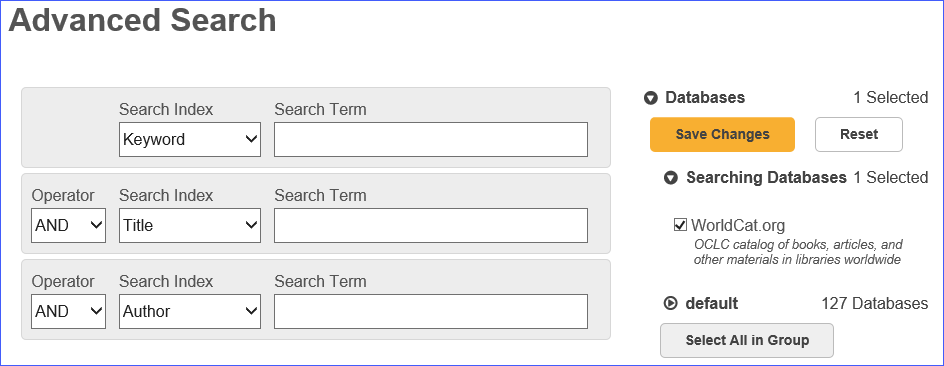 Advanced Search
Search Index Search Term
Keyword
Operator Search Index Search Term
AND Title
Operator Search Index Search Term
AND Author
Databases 1 Selected
Save Changes Reset
Searching Databases 1 Selected
WorldCat.org
OCLC catalog of books, articles, and
other materials in libraries worldwide
default 127 Databases
Select All in Group